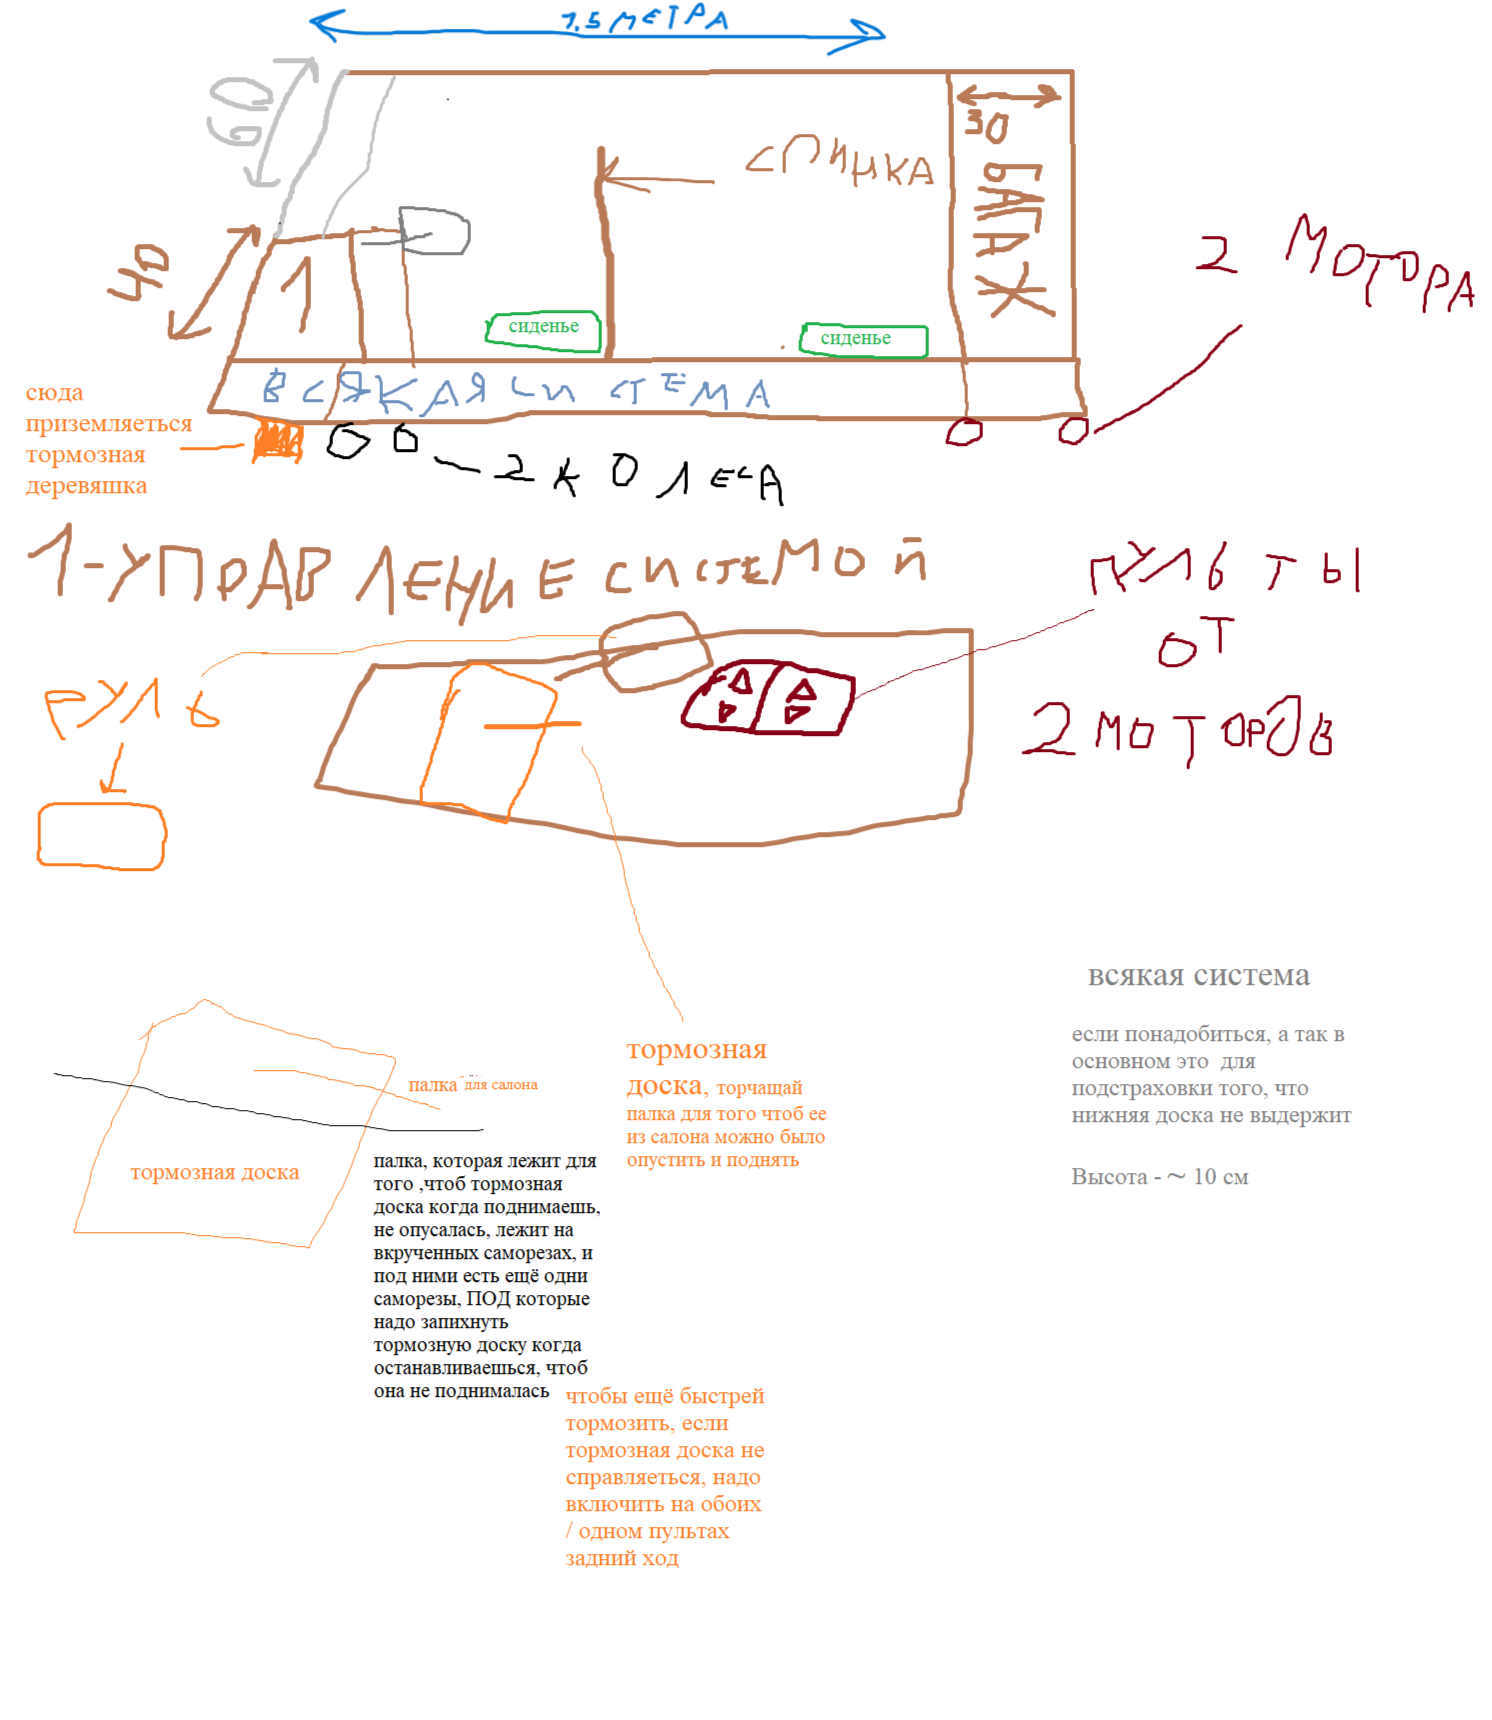 1,5 МЕТРА
60
СПИНКА
30
БАГАЖ
40
1
2 МОТОРА
сиденье
сиденье
ВСЯКАЯ СИСТЕМА
сюда
приземляеться
тормозная
деревяшка
2 КОЛЕСА
1-УПРАВЛЕНИЕ СИСТЕМОЙ
ПУЛЬТЫ
ОТ
2 МОТОРОВ
РУЛЬ
всякая система
если понадобиться, а так в
основном это для
подстраховки того, что
нижняя доска не выдержит
Высота - ~ 10 см
тормозная
доска, торчащай
палка для того чтоб ее
из салона можно было
опустить и поднять
палка для салона
тормозная доска
палка, которая лежит для
того ,чтоб тормозная
доска когда поднимаешь,
не опусалась, лежит на
вкрученных саморезах, и
под ними есть ещё одни
саморезы, ПОД которые
надо запихнуть
тормозную доску когда
останавливаешься, чтоб
она не поднималась
чтобы ещё быстрей
тормозить, если
тормозная доска не
справляеться, надо
включить на обоих
/ одном пультах
задний ход